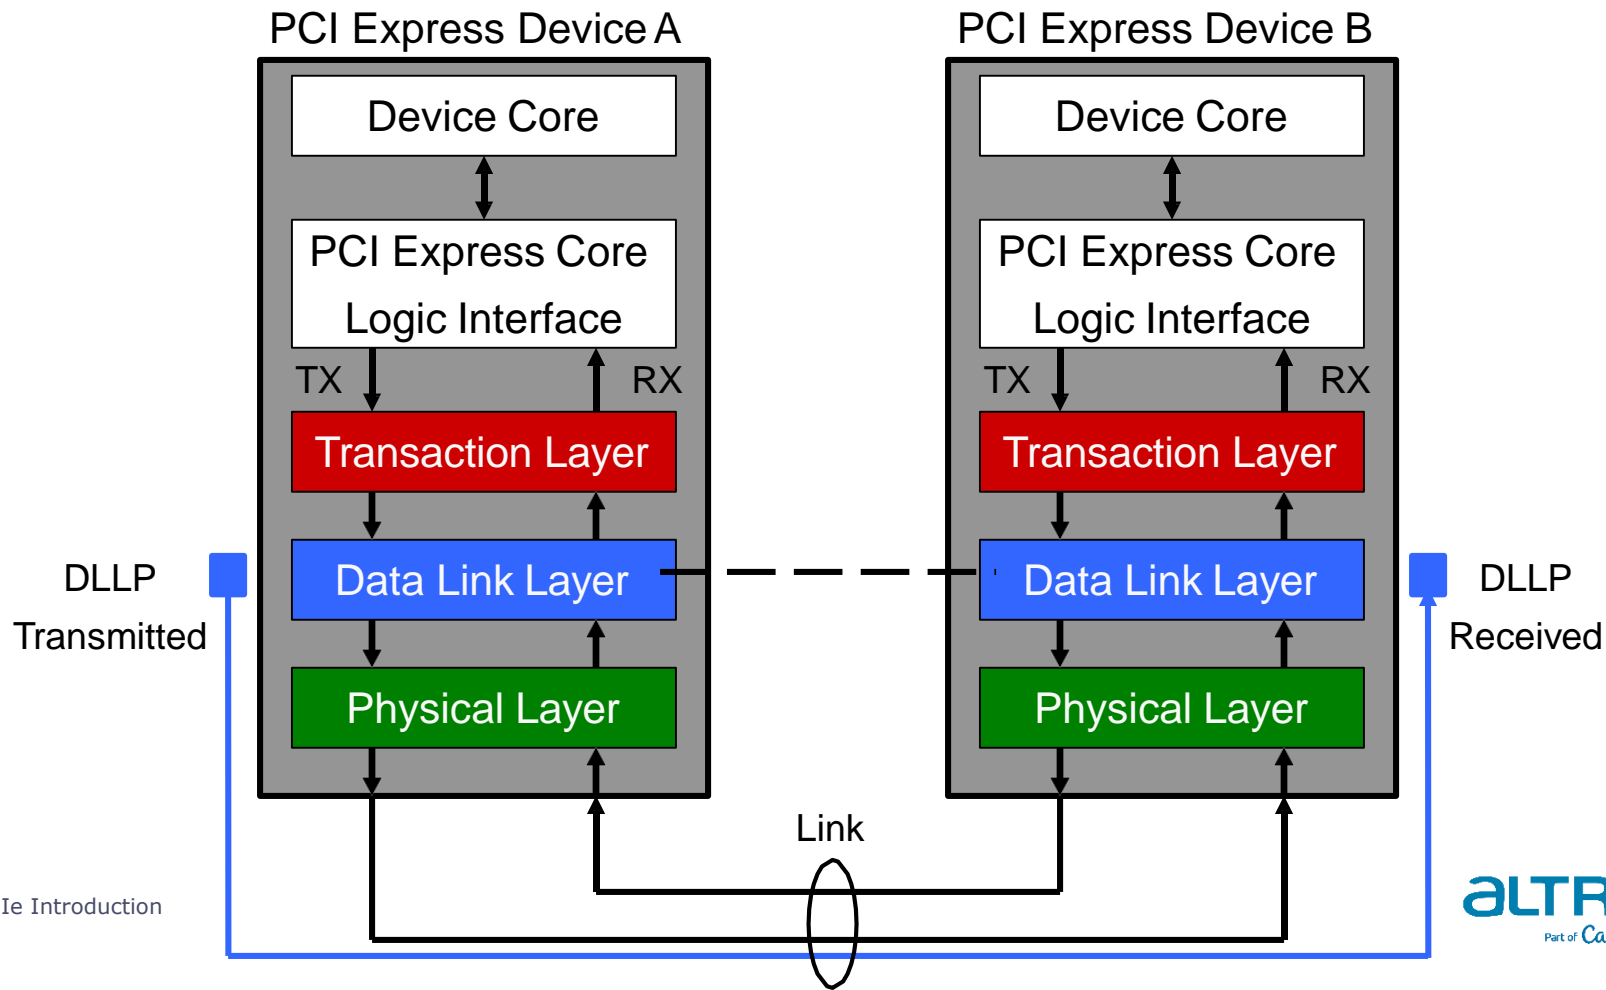 PCI Express Device A
PCI Express Device B
Device Core
Device Core
PCI Express Core
Logic Interface
PCI Express Core
Logic Interface
TX
RX
TX
RX
Transaction Layer
Transaction Layer
DLLP
Transmitted
Data Link Layer
Data Link Layer
DLLP
Received
Physical Layer
Physical Layer
Link
Ie Introduction
Part of